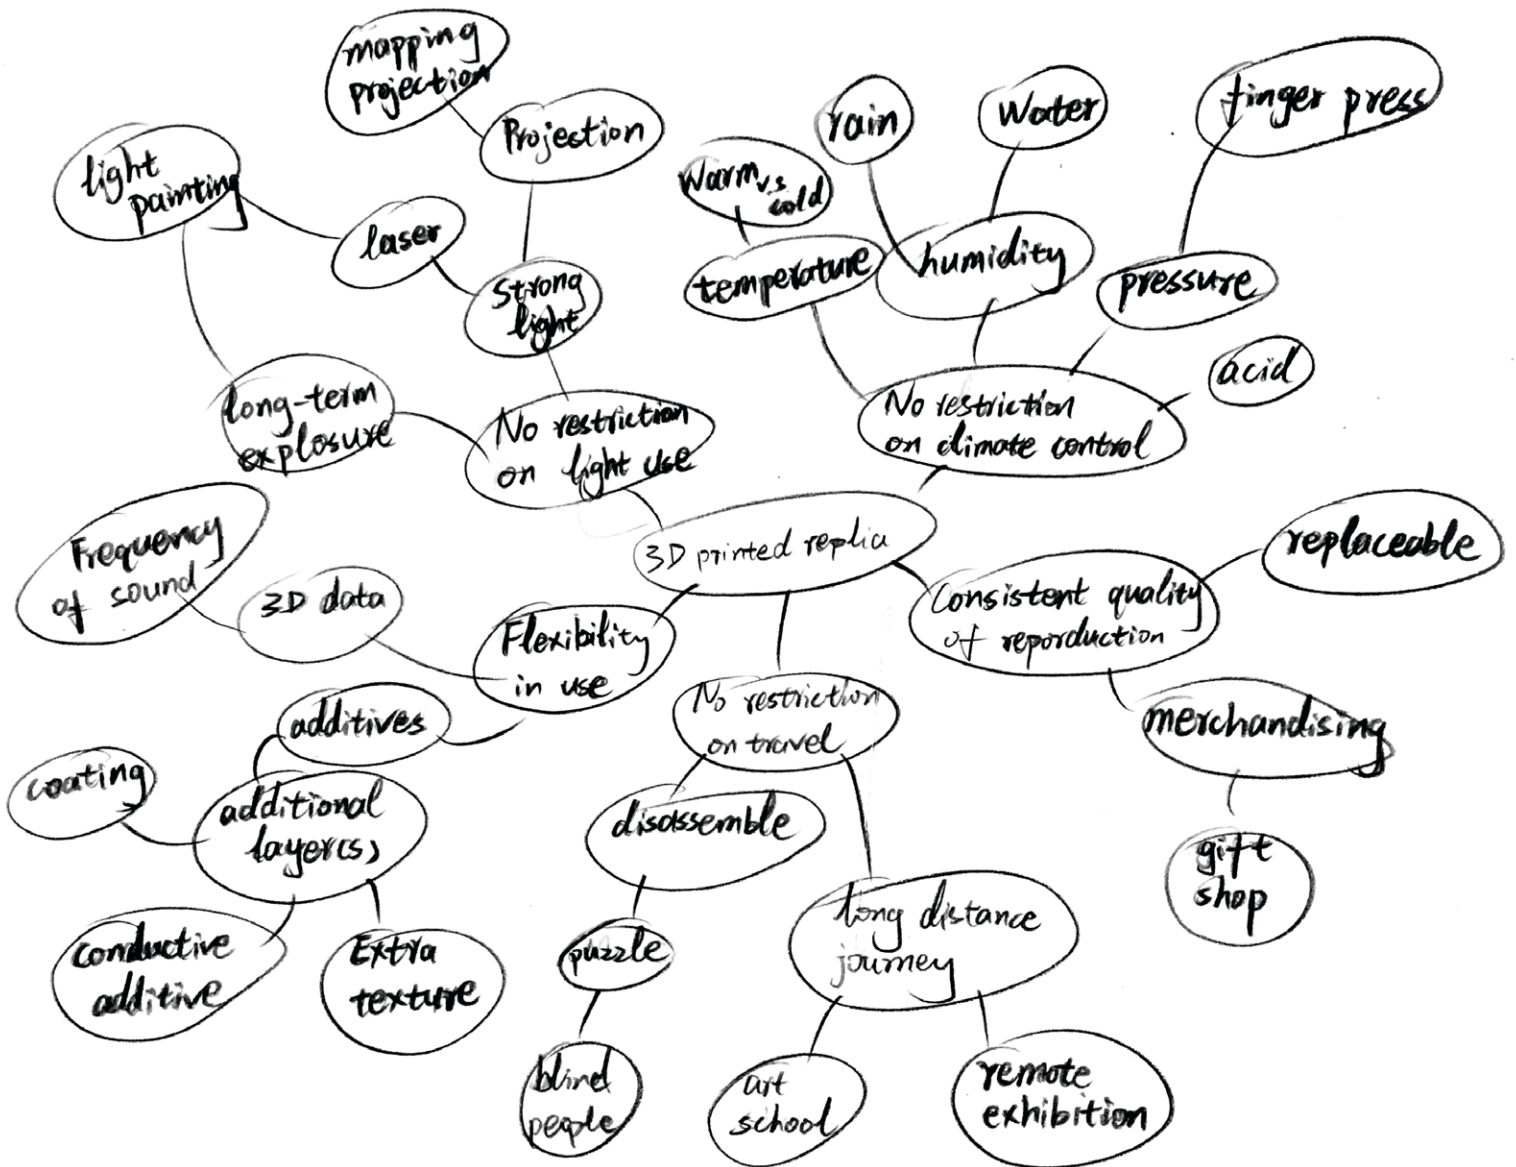 mapping
projection
Projection
light
painting
laser
Strong
light
long-term
explosure
No restriction
on light use
Warm v.s
cold
rain
Water
finger press
temperature
humidity
pressure
acid
No restriction
on climate control
3D printed replia
Frequency
of sound
3D data
Flexibility
in use
additives
coating
additional
layer(s)
conductive
additive
Extra
texture
No restriction
on travel
disassemble
puzzle
blind
people
long distance
journey
art
school
remote
exhibition
Consistent quality
of reporduction
replaceable
merchandising
gift
shop